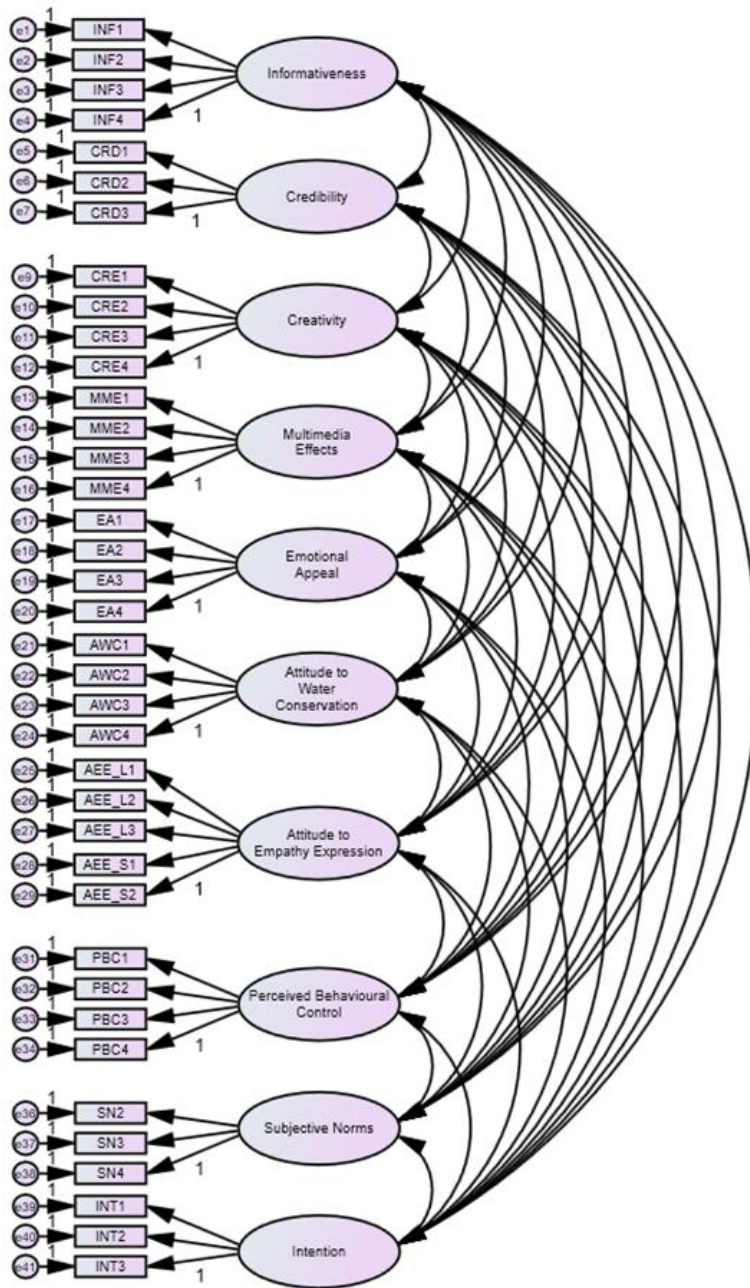 1
e1 INF1
1
e2 INF2
1
e3 INF3
1
e4 INF4
1
Informativeness
1
e5 CRD1
1
e6 CRD2
1
e7 CRD3
1
Credibility
1
e9 CRE1
1
e10 CRE2
1
e11 CRE3
1
e12 CRE4
1
Creativity
1
e13 MME1
1
e14 MME2
1
e15 MME3
1
e16 MME4
1
Multimedia
Effects
1
e17 EA1
1
e18 EA2
1
e19 EA3
1
e20 EA4
1
Emotional
Appeal
1
e21 AWC1
1
e22 AWC2
1
e23 AWC3
1
e24 AWC4
1
Attitude to
Water
Conservation
1
e25 AEE_L1
1
e26 AEE_L2
1
e27 AEE_L3
1
e28 AEE_S1
1
e29 AEE_S2
1
Attitude to
Empathy Expression
1
e31 PBC1
1
e32 PBC2
1
e33 PBC3
1
e34 PBC4
1
Perceived Behavioural
Control
1
e36 SN2
1
e37 SN3
1
e38 SN4
1
Subjective Norms
1
e39 INT1
1
e40 INT2
1
e41 INT3
1
Intention